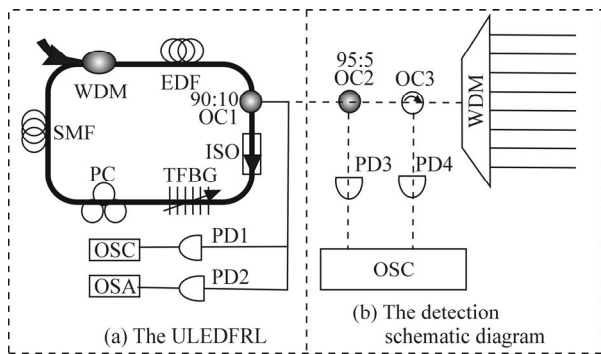 WDM
EDF
90:10
OC1
SMF
ISO
PC
TFBG
OSC
PD1
OSA
PD2
(a) The ULEDFRL
95:5
OC2
OC3
WDM
PD3
PD4
OSC
(b) The detection
schematic diagram